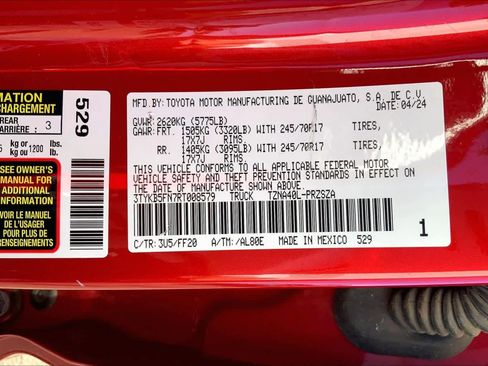 MATION
CHARGEMENT
RD
ARRIÈRE
3
kg or 1200
kg ou
lbs.
lb.
SEE OWNER'S
MANUAL FOR
ADDITIONAL
INFORMATION
VOIR LE MANUEL
DE L'USAGER
POUR PLUS DE
RENSEIGNEMENTS
529
MFD.BY:TOYOTA MOTOR MANUFACTURING DE GUANAJUATO, S.A. DE C.V.
04/24
GVWR:2620KG (5775LB)
GAWR:FRT. 1505KG (3320LB) WITH 245/70R17 TIRES,
17X7J RIMS,
RR. 1405KG (3095LB) WITH 245/70R17 TIRES,
17X7J RIMS,
THIS VEHICLE CONFORMS TO ALL APPLICABLE FEDERAL MOTOR
VEHICLE SAFETY AND THEFT PREVENTION STANDARDS IN EFFECT
ON THE DATE OF MANUFACTURE SHOWN ABOVE.
3TYKB5FN7RT008579 TRUCK TZNA40L-PRZSZA
C/TR:3U5/FF20 A/TM:/AL80E MADE IN MEXICO 529
1